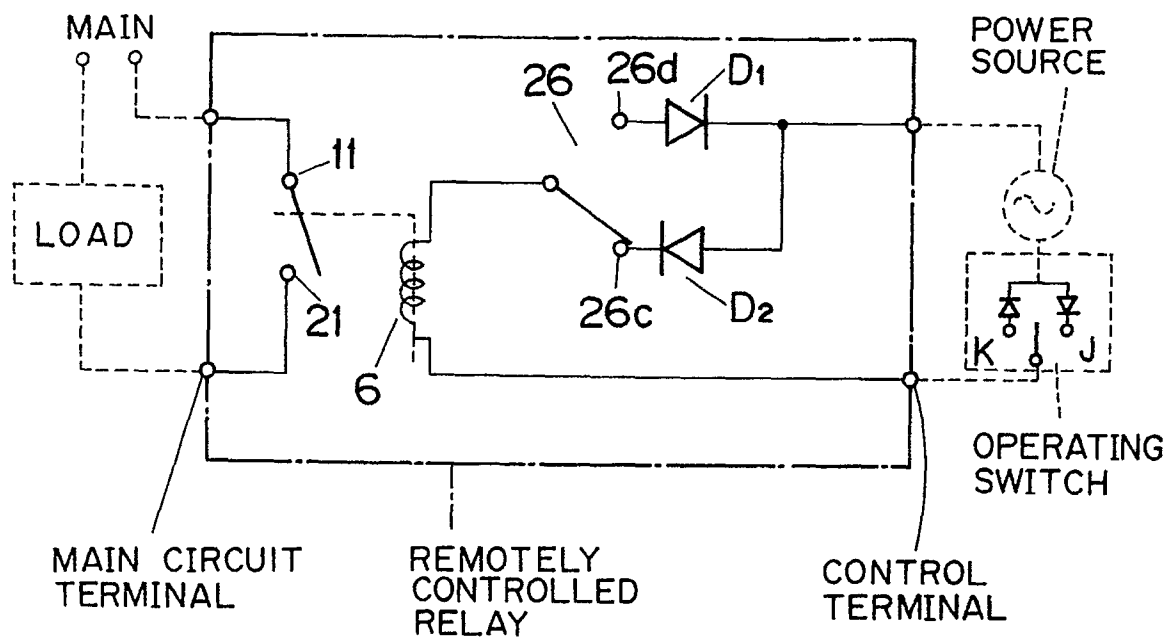 MAIN
POWER
SOURCE
26
26d
D1
11
LOAD
21
6
26c
D2
K
J
OPERATING
SWITCH
MAIN CIRCUIT
TERMINAL
REMOTELY
CONTROLLED
RELAY
CONTROL
TERMINAL